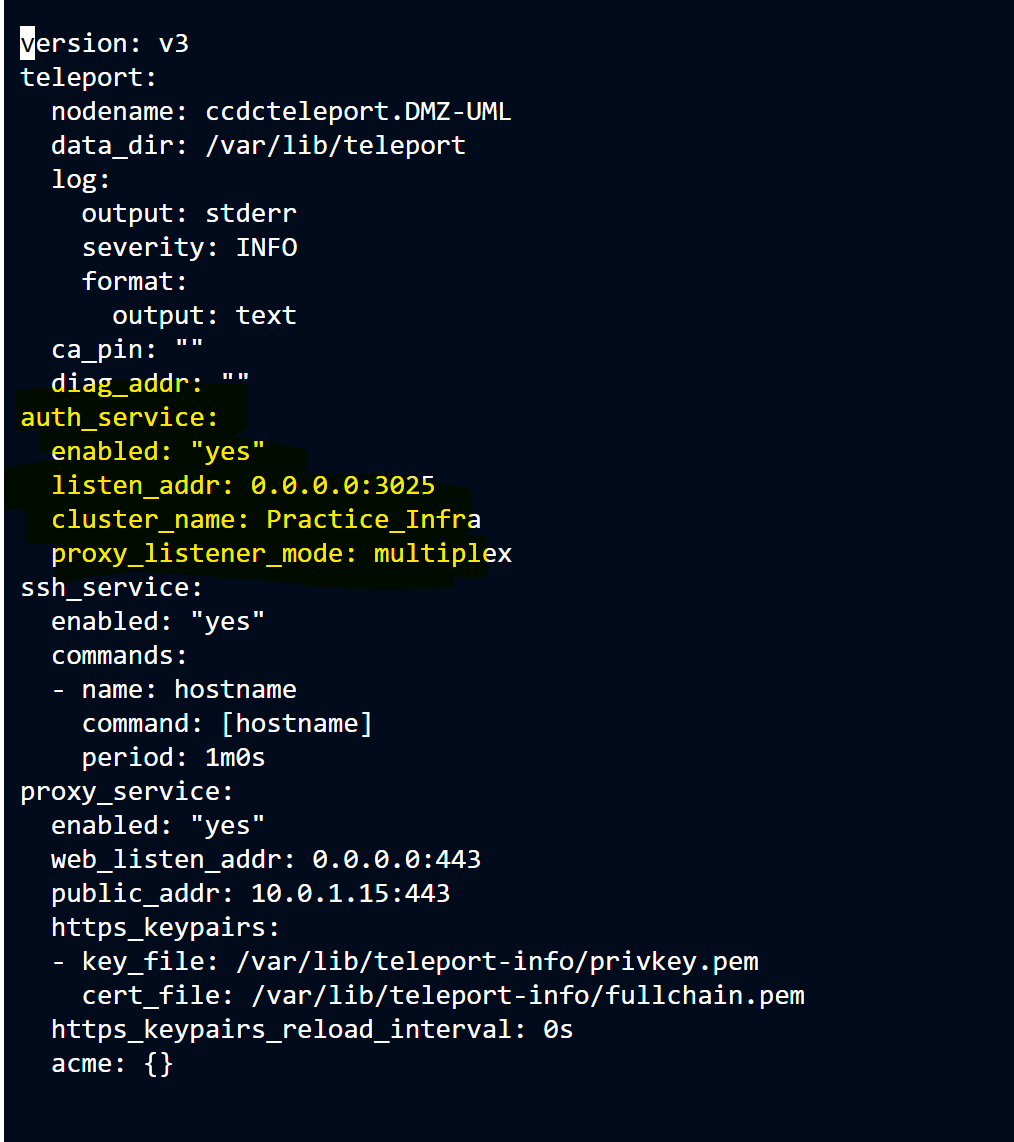 version: v3
teleport:
  nodename: ccdcteleport.DMZ-UML
  data_dir: /var/lib/teleport
  log:
    output: stderr
    severity: INFO
    format:
      output: text
  ca_pin: ""
  diag_addr: ""
auth_service:
  enabled: "yes"
  listen_addr: 0.0.0.0:3025
  cluster_name: Practice_Infra
  proxy_listener_mode: multiplex
ssh_service:
  enabled: "yes"
  commands:
  - name: hostname
    command: [hostname]
    period: 1m0s
proxy_service:
  enabled: "yes"
  web_listen_addr: 0.0.0.0:443
  public_addr: 10.0.1.15:443
  https_keypairs:
  - key_file: /var/lib/teleport-info/privkey.pem
    cert_file: /var/lib/teleport-info/fullchain.pem
  https_keypairs_reload_interval: 0s
  acme: {}